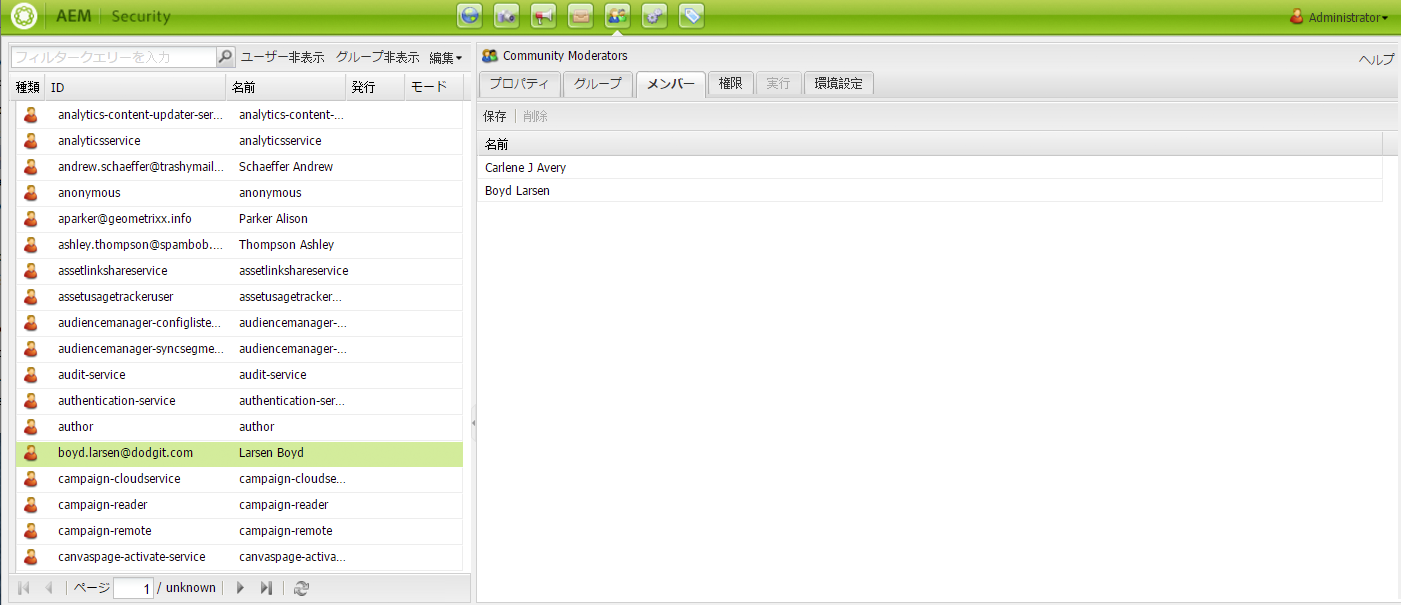 AEM Security Administrator
フィルタークエリーを入力 ユーザー非表示 グループ非表示 編集
種類 ID 名前 発行 モード
analytics-content-updater-ser... analytics-content-...
analyticsservice analyticsservice
andrew.schaeffer@trashymail... Schaeffer Andrew
anonymous anonymous
aparker@geometrixx.info Parker Alison
ashley.thompson@spambob.... Thompson Ashley
assetlinkshareservice assetlinkshareservice
assetusagetrackeruser assetusagetracker...
audiencemanager-configliste... audiencemanager-...
audiencemanager-syncsegme... audiencemanager-...
audit-service audit-service
authentication-service authentication-ser...
author author
boyd.larsen@dodgit.com Larsen Boyd
campaign-cloudservice campaign-cloudse...
campaign-reader campaign-reader
campaign-remote campaign-remote
canvaspage-activate-service canvaspage-activa...
ページ 1 / unknown
Community Moderators ヘルプ
プロパティ グループ メンバー 権限 実行 環境設定
保存 削除
名前
Carlene J Avery
Boyd Larsen